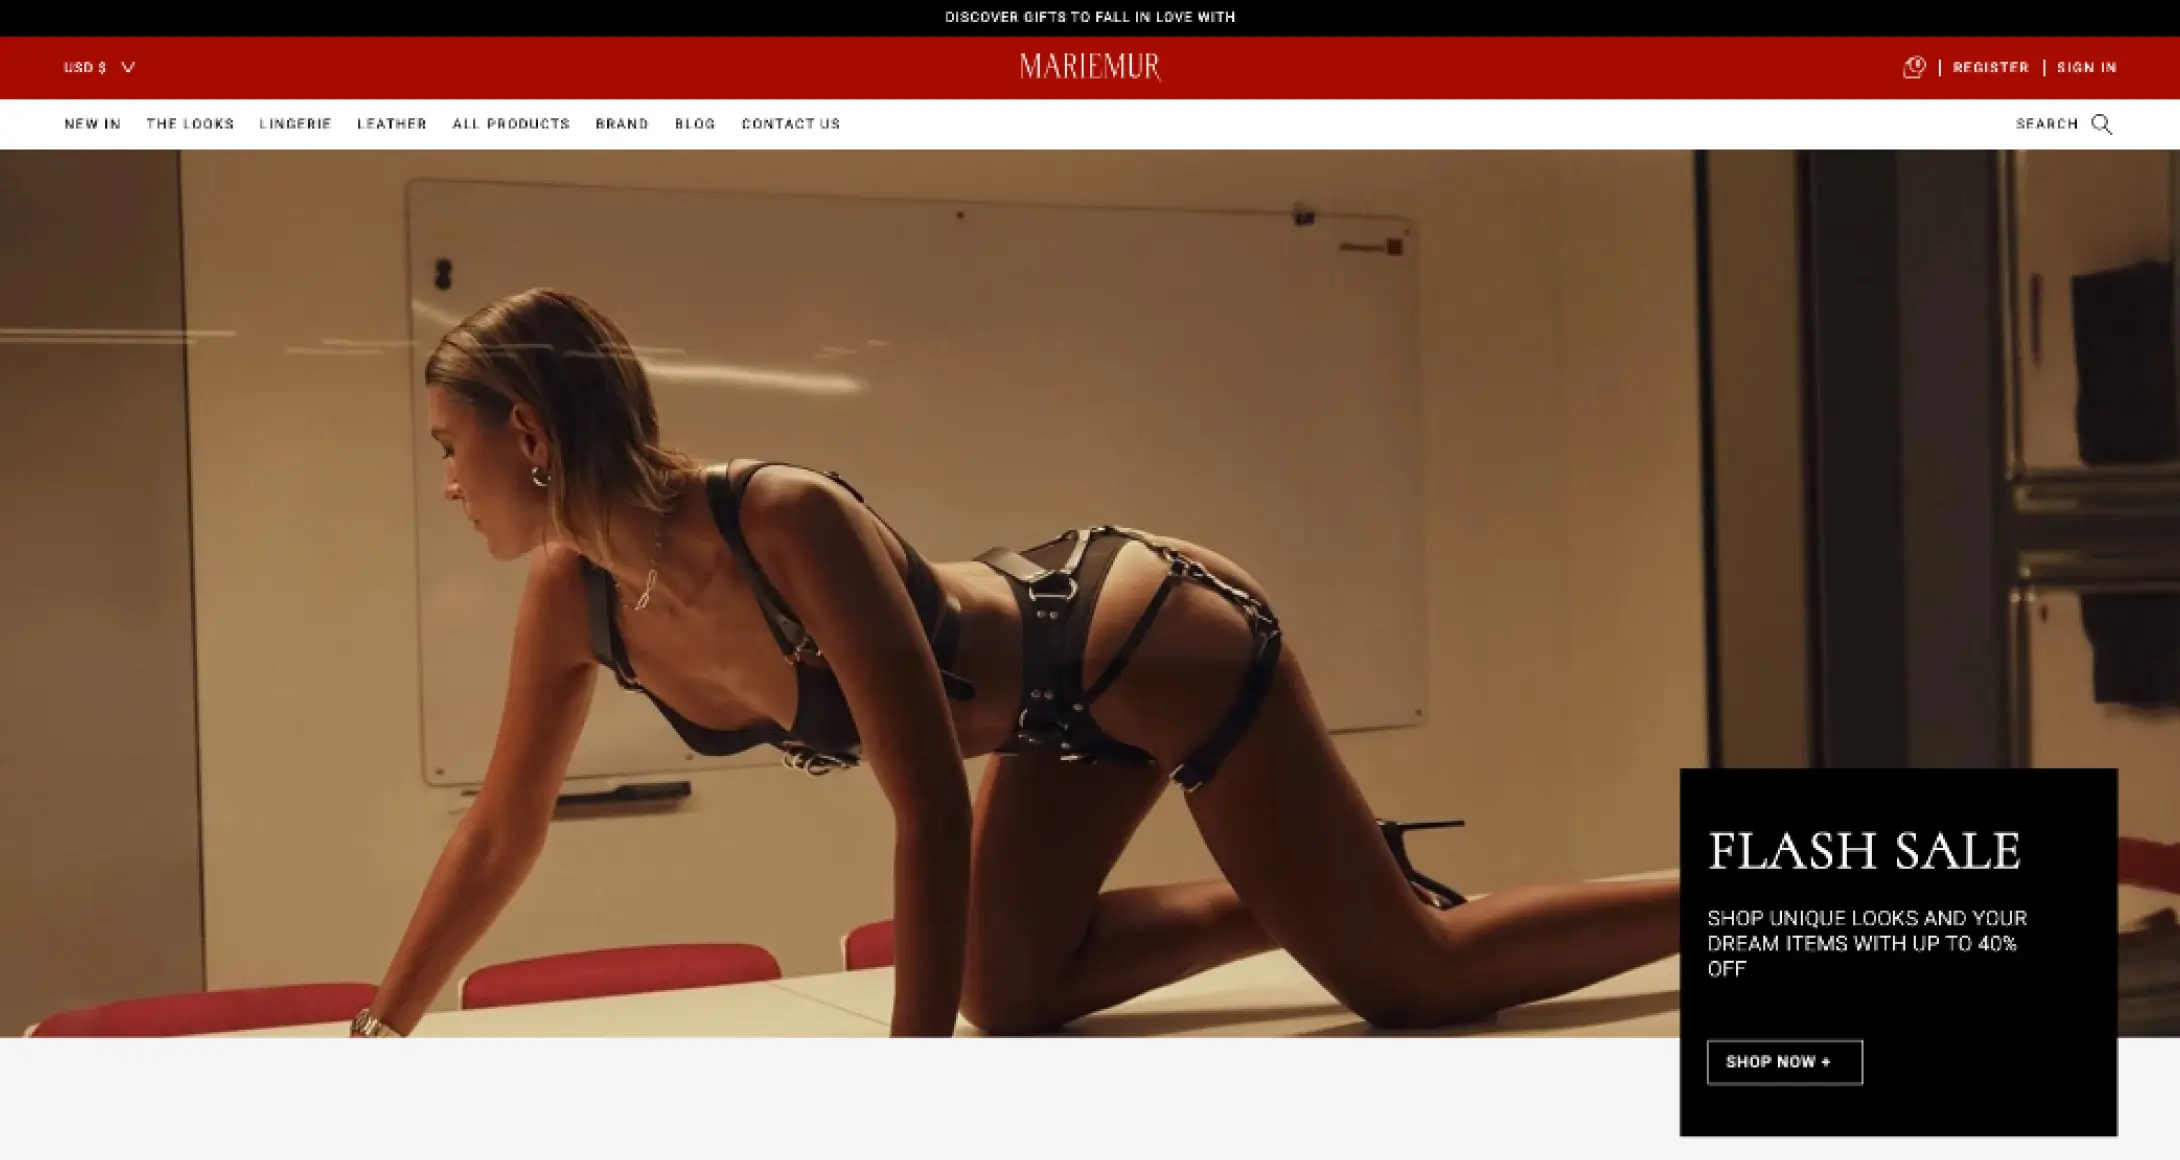 DISCOVER GIFTS TO FALL IN LOVE WITH
USD $
MARIEMUR
REGISTER | SIGN IN
NEW IN THE LOOKS LINGERIE LEATHER ALL PRODUCTS BRAND BLOG CONTACT US
SEARCH
FLASH SALE
SHOP UNIQUE LOOKS AND YOUR
DREAM ITEMS WITH UP TO 40%
OFF
SHOP NOW +